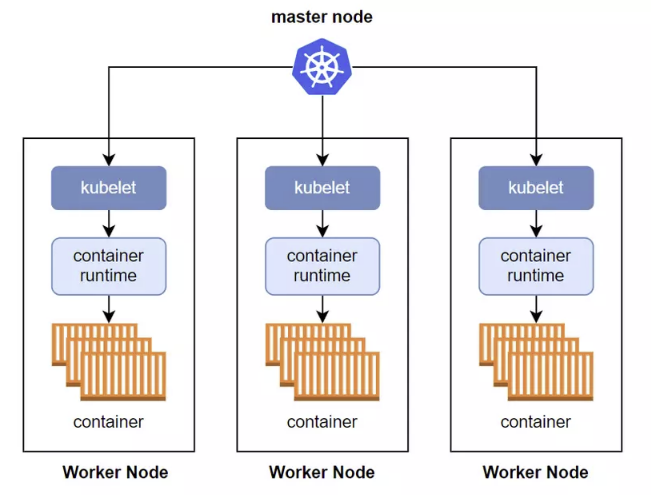 master node
kubelet
container
runtime
container
Worker Node
kubelet
container
runtime
container
Worker Node
kubelet
container
runtime
container
Worker Node